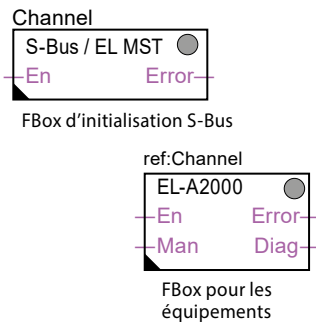 Channel
S-Bus / EL MST
En Error
FBox d’initialisation S-Bus
ref:Channel
EL-A2000
En Error
Man Diag
FBox pour les
équipements